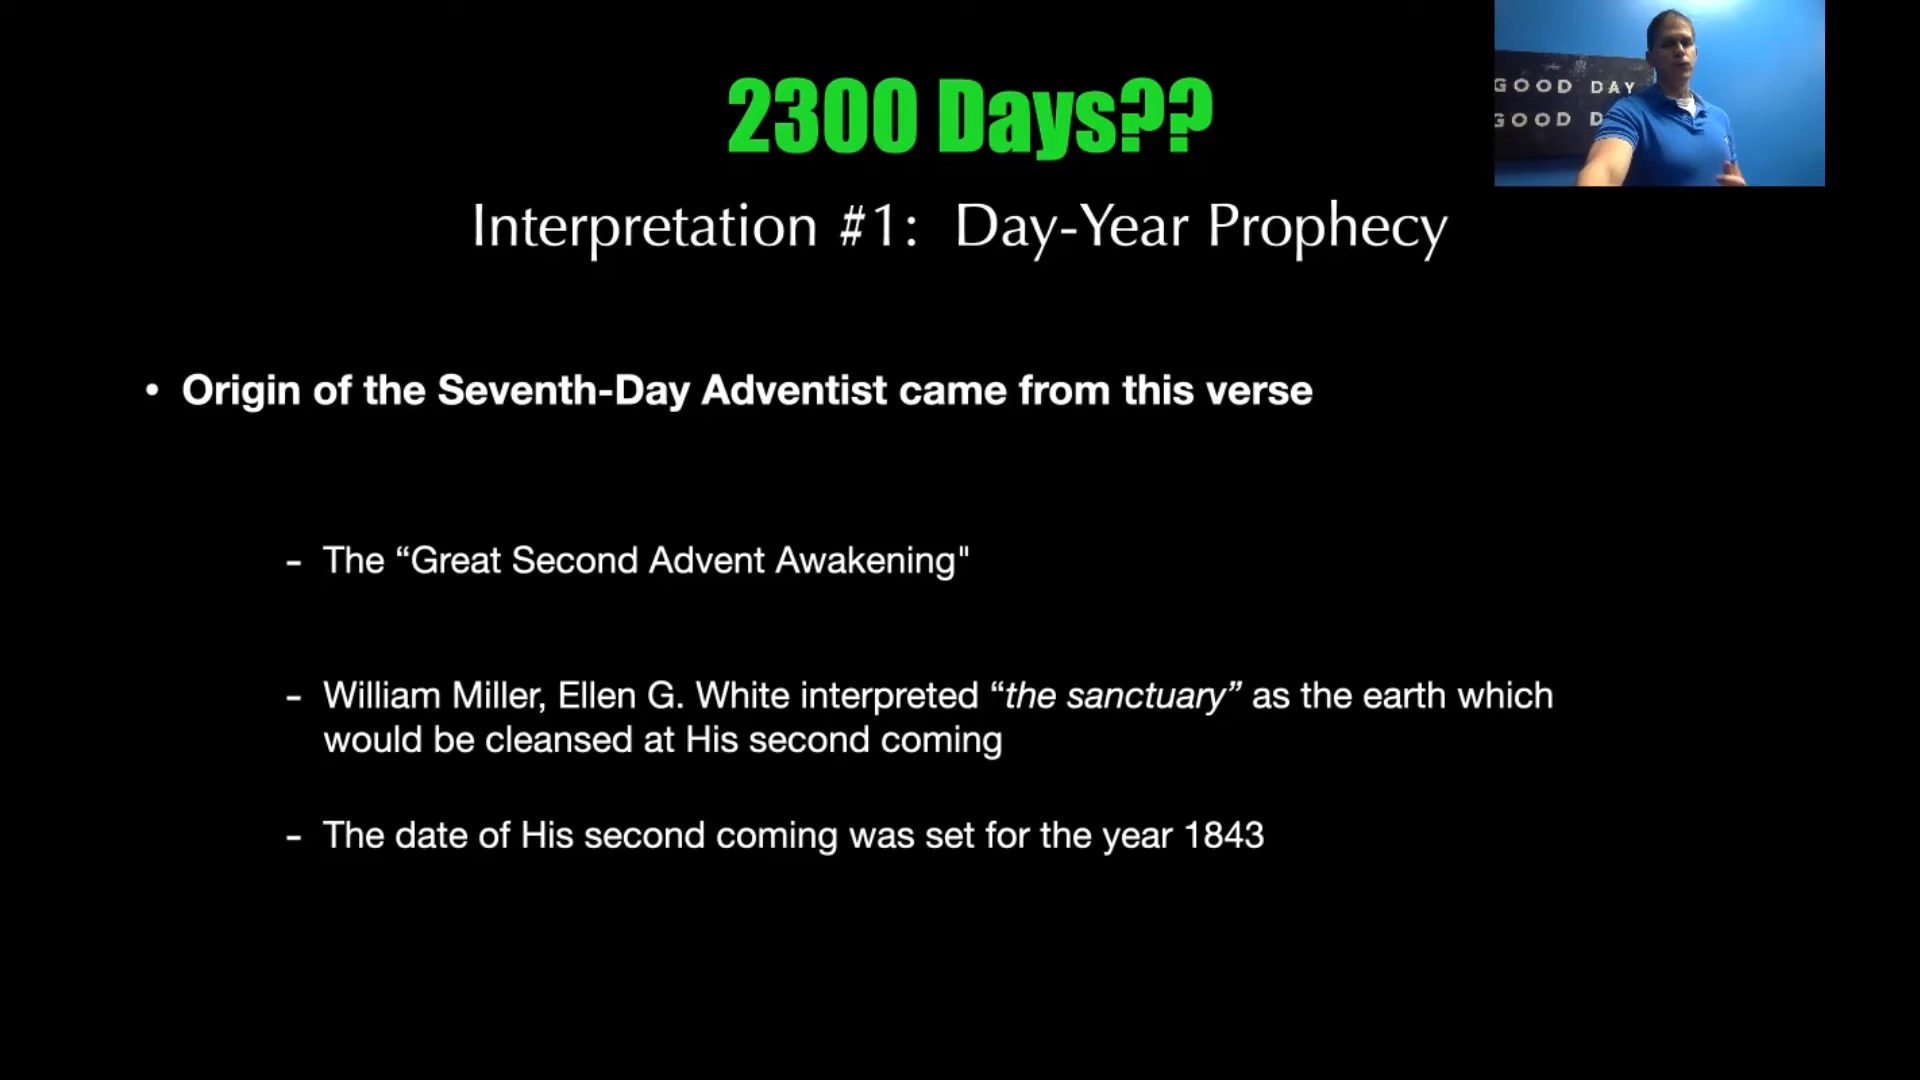 2300 Days??
GOOD DAY
GOOD D
Interpretation #1: Day-Year Prophecy
• Origin of the Seventh-Day Adventist came from this verse
- The “Great Second Advent Awakening"
- William Miller, Ellen G. White interpreted “the sanctuary” as the earth which
would be cleansed at His second coming
- The date of His second coming was set for the year 1843